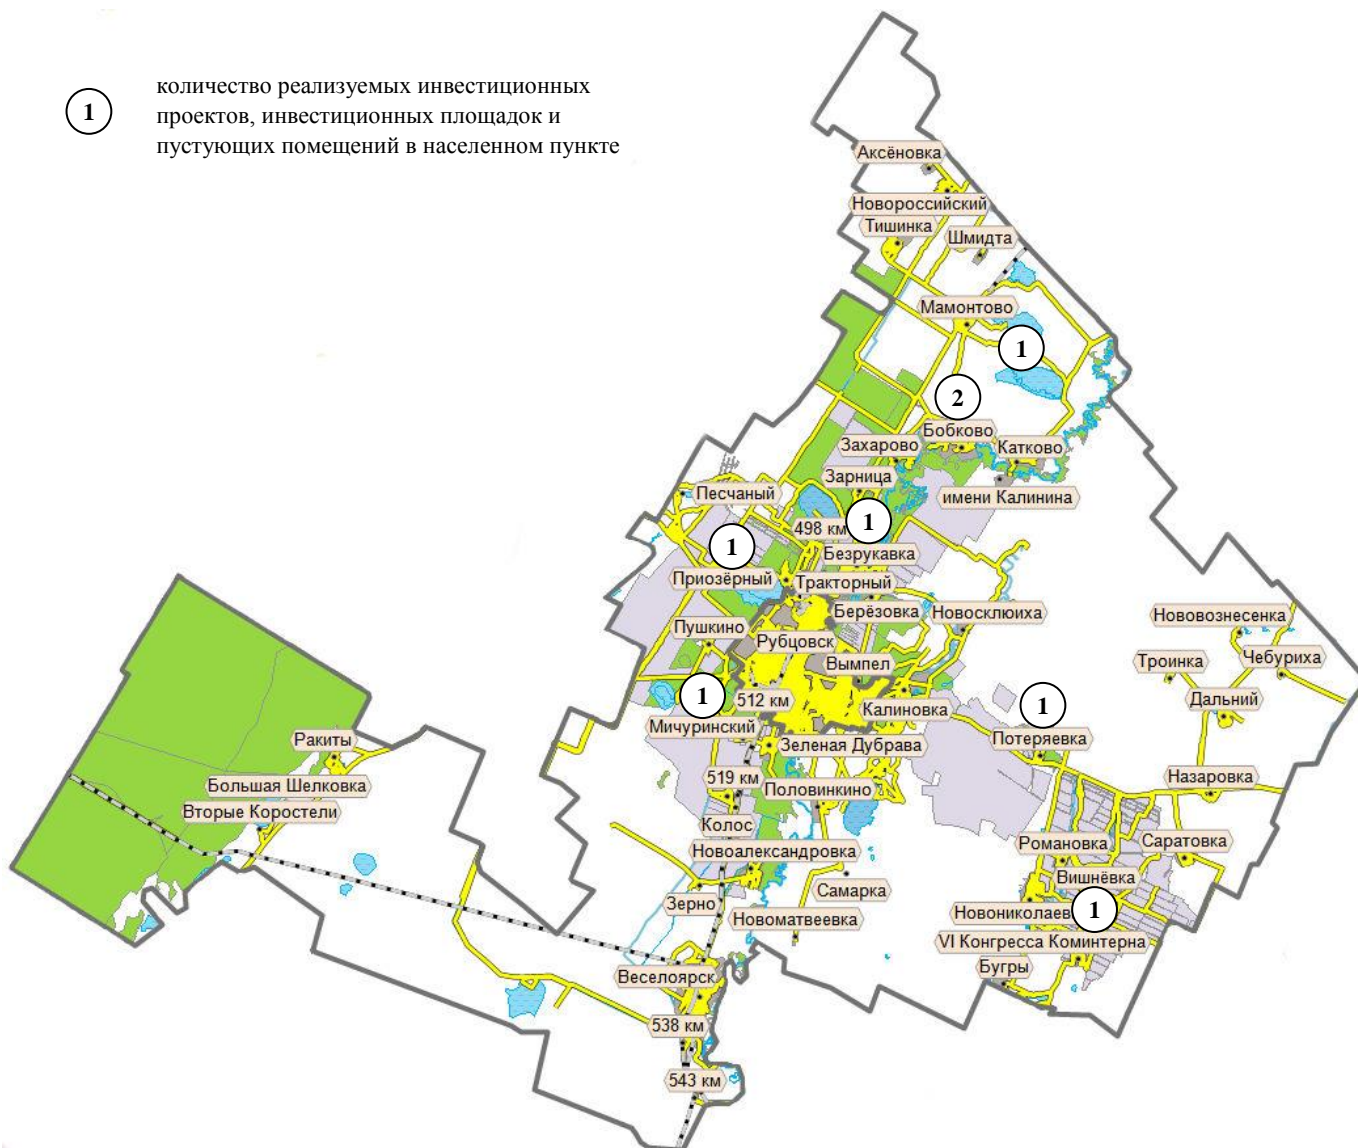 1
количество реализуемых инвестиционных
проектов, инвестиционных площадок и
пустующих помещений в населенном пункте
Аксёновка
Новороссийский
Тишинка
Шмидта
Мамонтово
1
2
Бобково
Захарово
Катково
Зарница
Песчаный
имени Калинина
498 км
1
1
Безрукавка
Приозёрный
Тракторный
Берёзовка
Новосклюиха
Нововознесенка
Пушкино
Рубцовск
Вымпел
Троинка
Чебуриха
1
512 км
Калиновка
1
Дальний
Мичуринский
Зеленая Дубрава
Потеряевка
Ракиты
519 км
Назаровка
Большая Шелковка
Половинкино
Вторые Коростели
Колос
Новоалександровка
Романовка
Саратовка
Вишнёвка
Самарка
Зерно
Новоматвеевка
Новониколаев
1
VI Конгресса Коминтерна
Бугры
Веселоярск
538 км
543 км